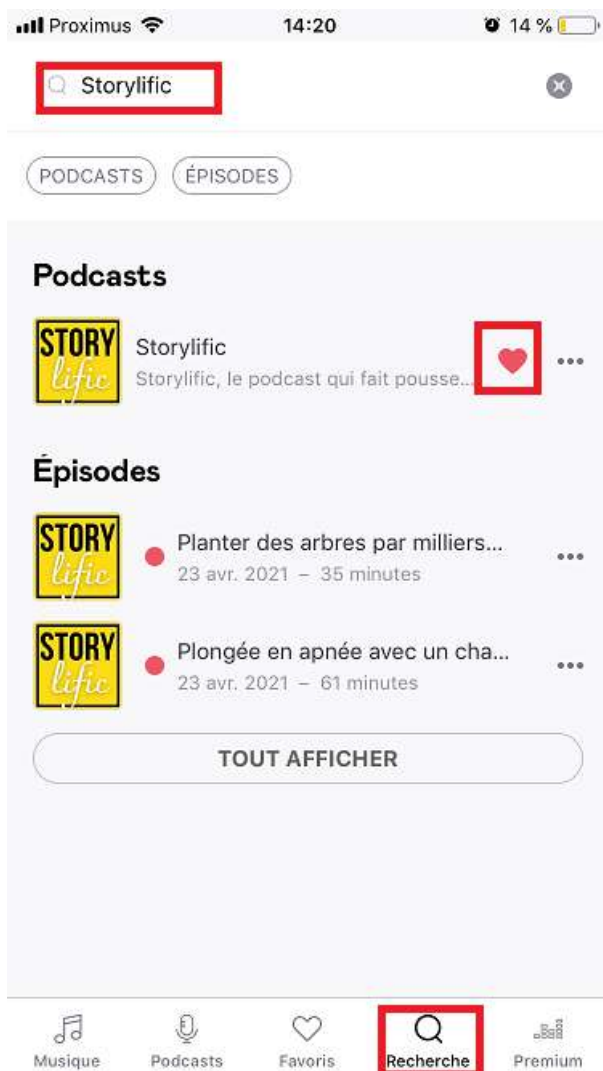 Proximus 14:20 14 %
Storylific
PODCASTS ÉPISODES
Podcasts
STORY
lific
Storylific
Storylific, le podcast qui fait pousse...
Épisodes
STORY
lific
Planter des arbres par milliers...
23 avr. 2021 – 35 minutes
STORY
lific
Plongée en apnée avec un cha...
23 avr. 2021 – 61 minutes
TOUT AFFICHER
Musique Podcasts Favoris Recherche Premium